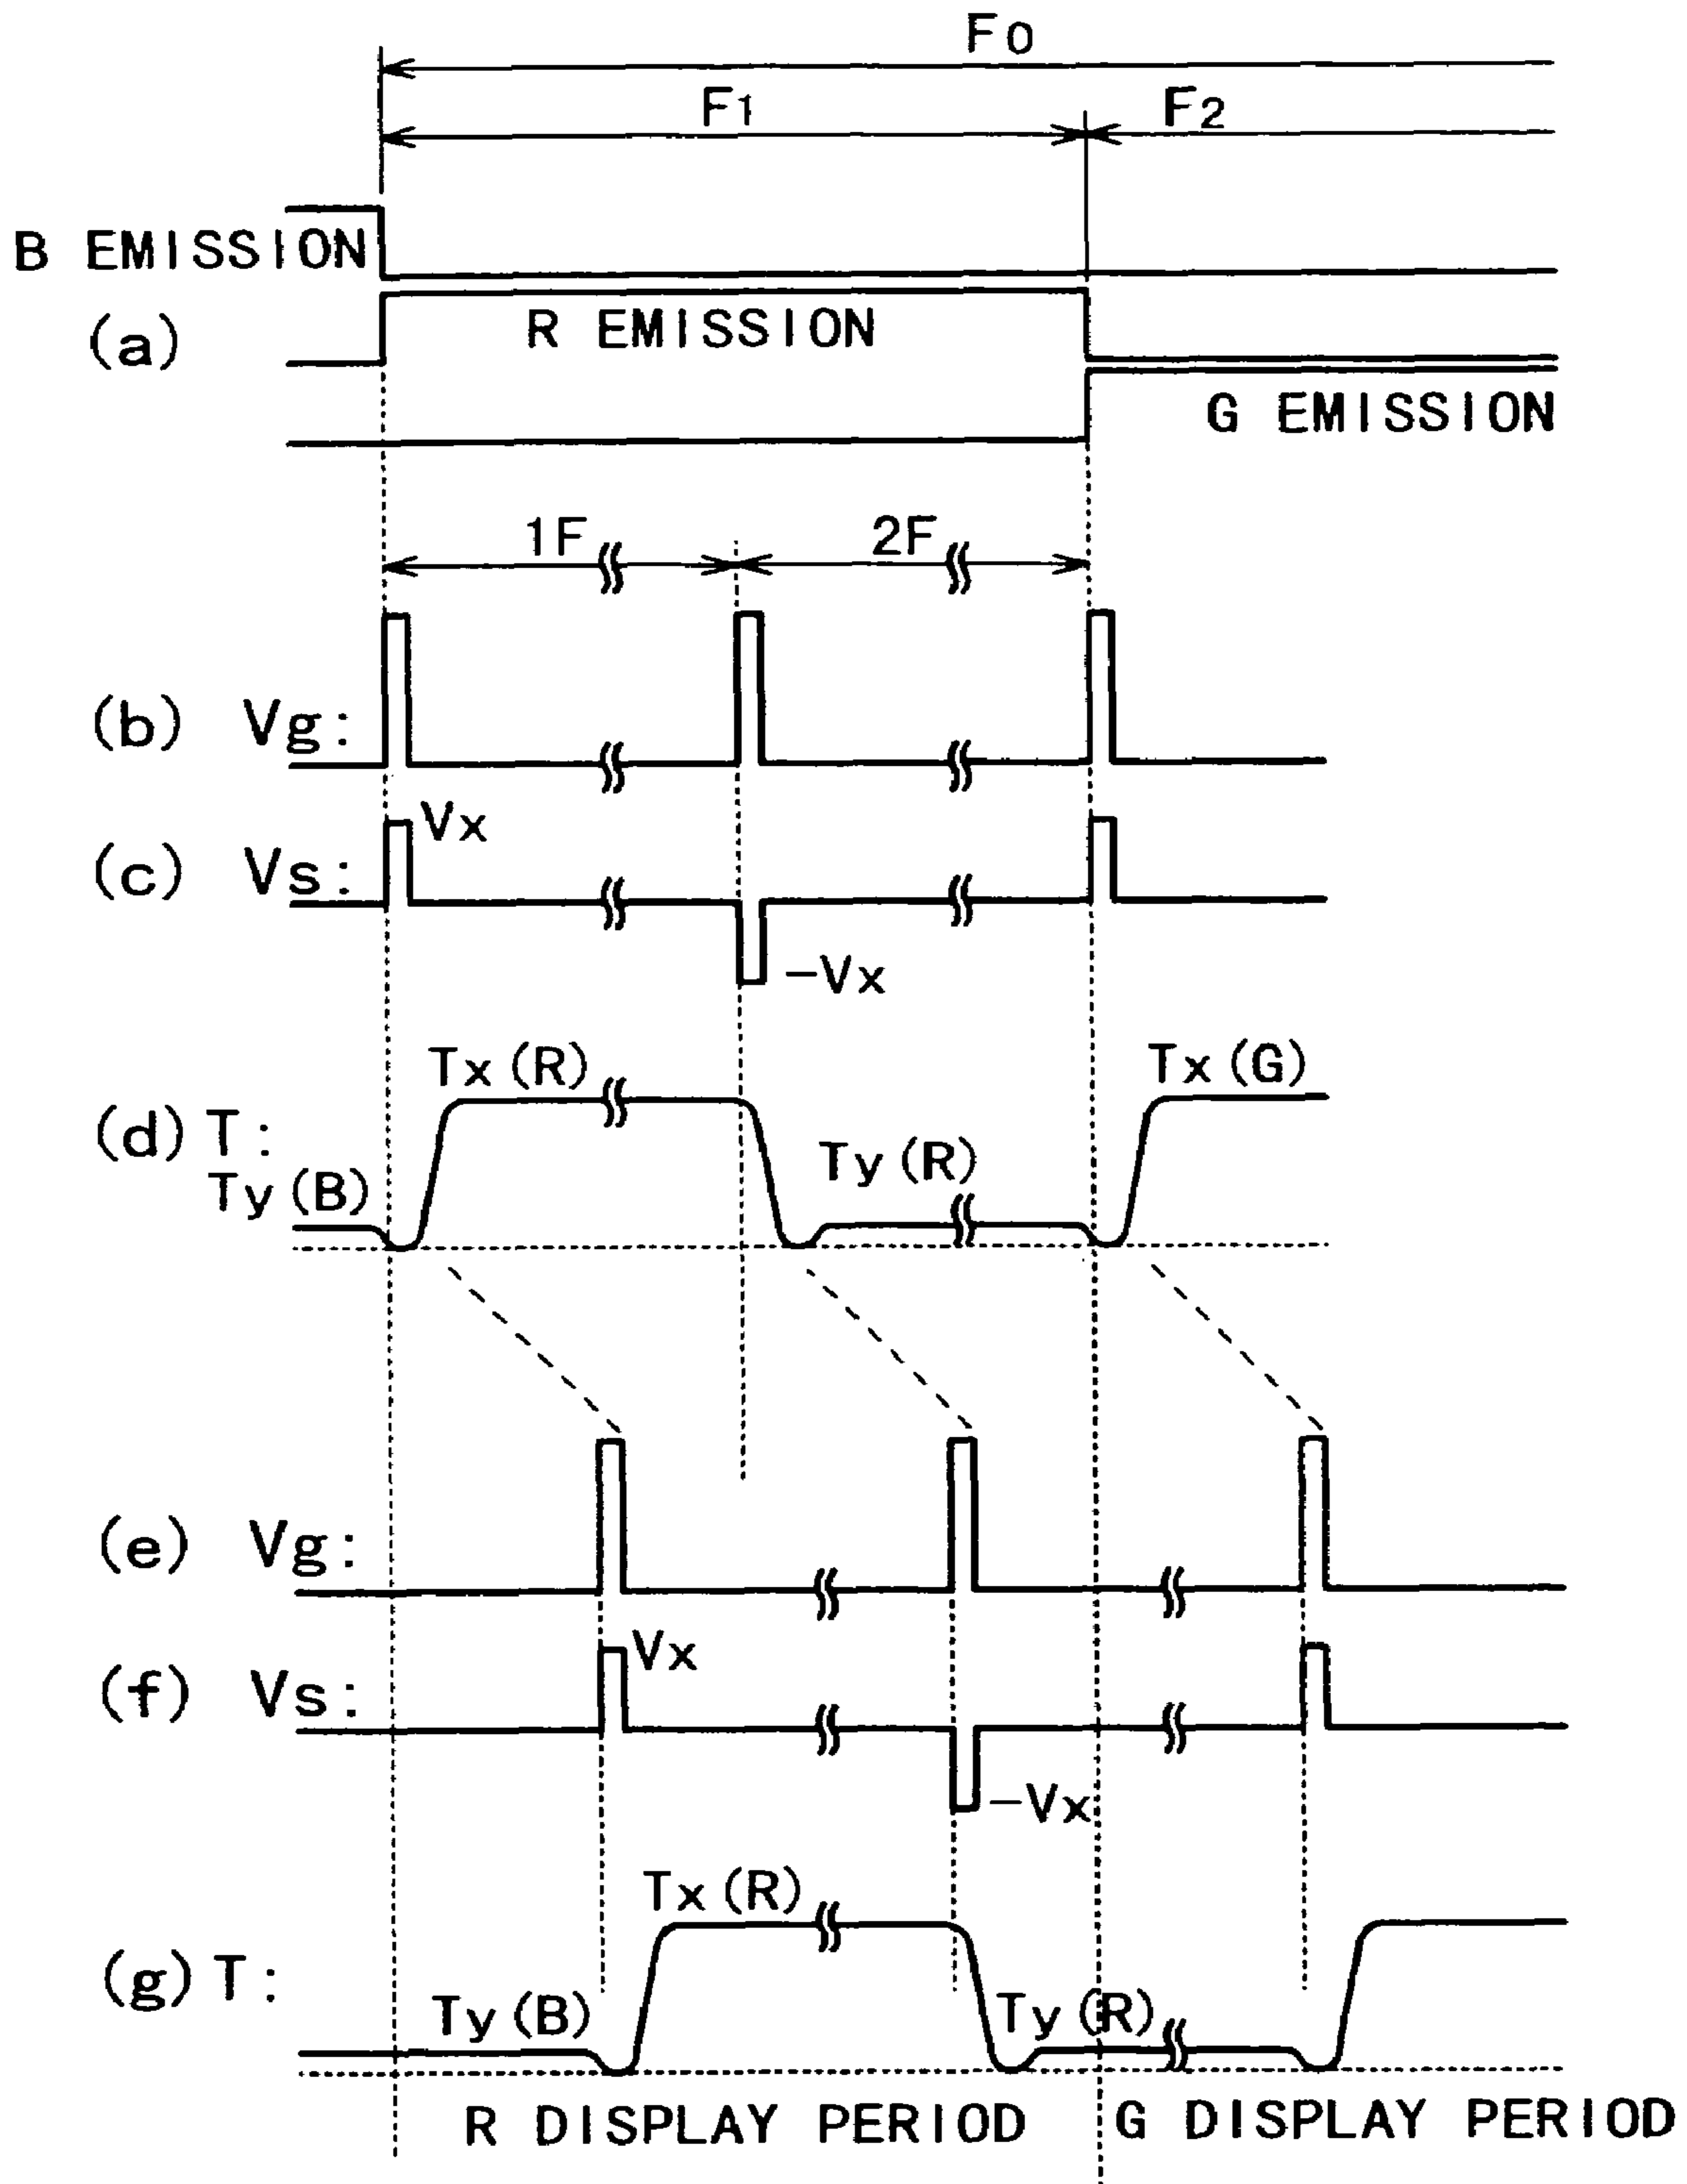 Fo
F1 F2
B EMISSION
(a) R EMISSION
G EMISSION
1F 2F
(b) Vg:
Vx
(c) Vs:
-Vx
Tx(R) Tx(G)
(d) T:
Ty(R)
Ty(B)
(e) Vg:
Vx
(f) Vs:
-Vx
Tx(R)
(g) T:
Ty(B) Ty(R)
R DISPLAY PERIOD G DISPLAY PERIOD